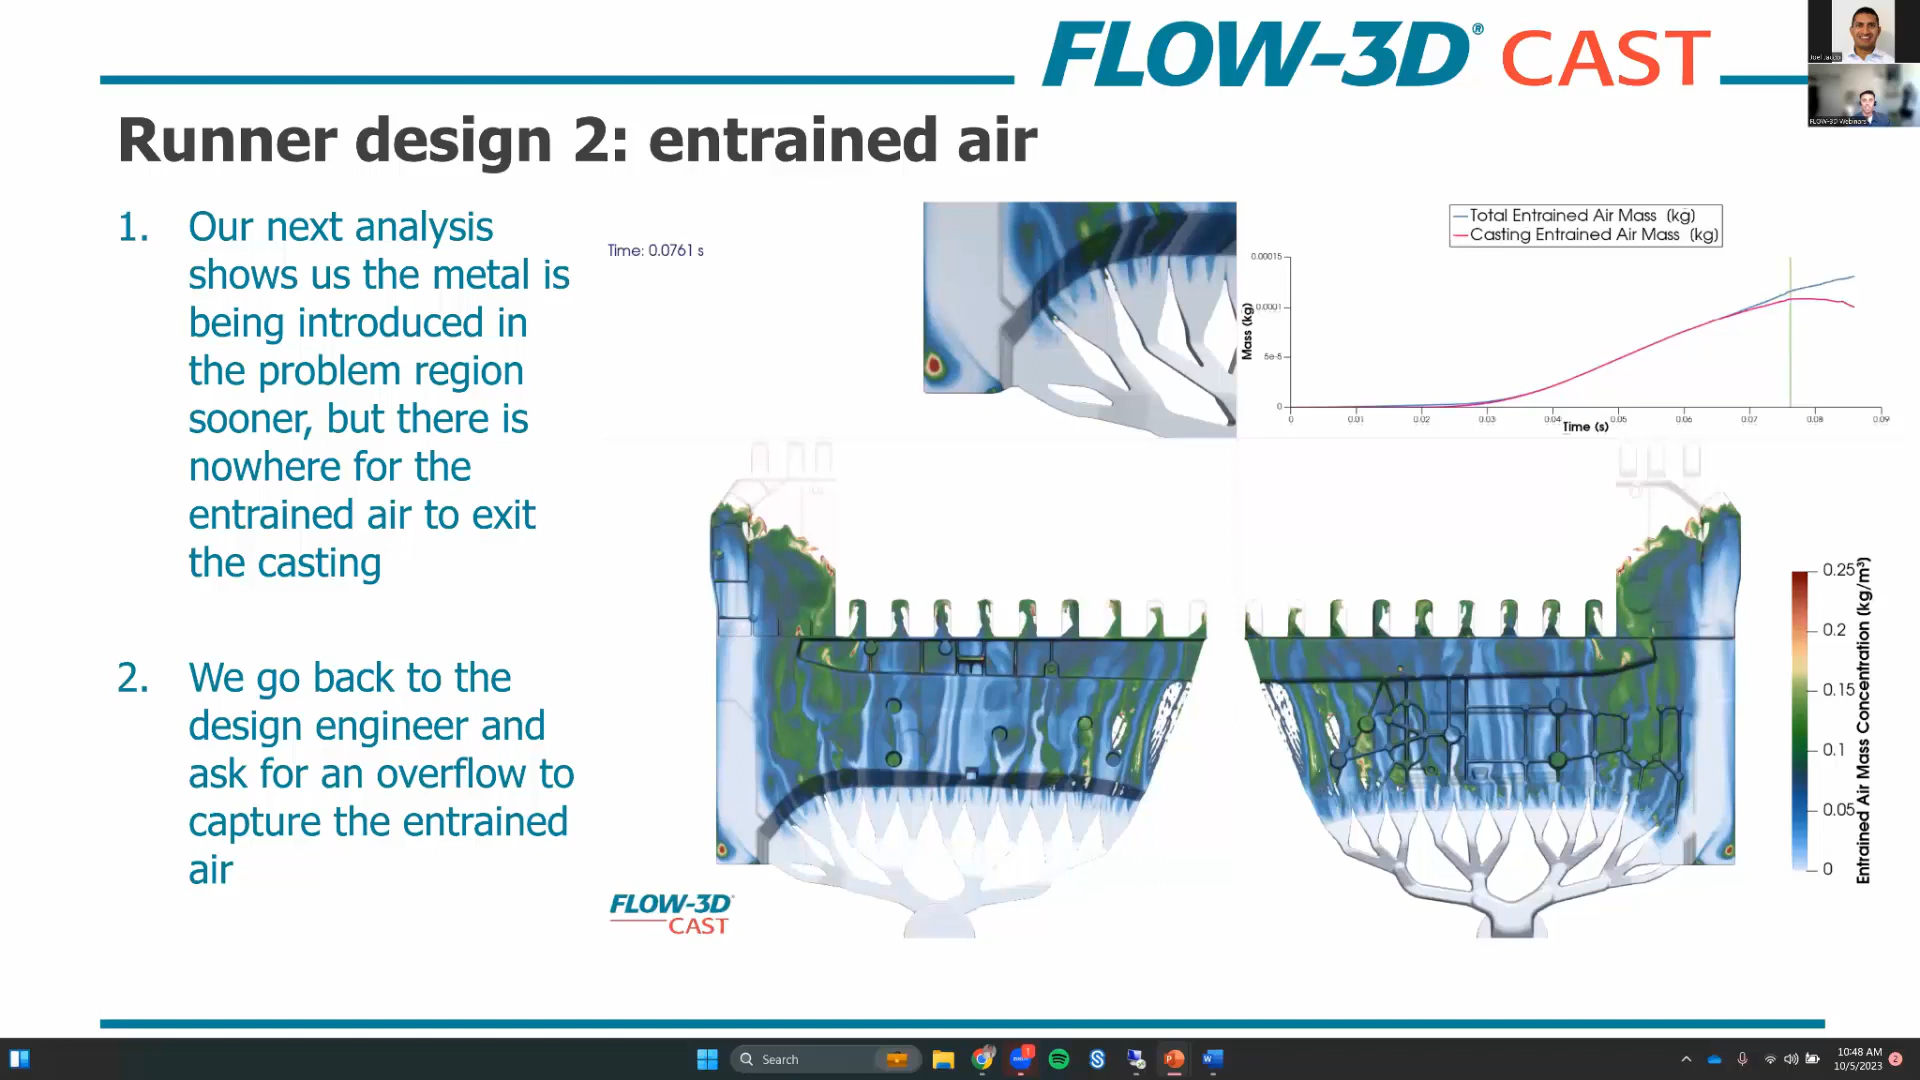 FLOW-3D® CAST
Runner design 2: entrained air
1. Our next analysis
shows us the metal is
being introduced in
the problem region
sooner, but there is
nowhere for the
entrained air to exit
the casting
2. We go back to the
design engineer and
ask for an overflow to
capture the entrained
air
Time: 0.0761 s
Total Entrained Air Mass (kg)
Casting Entrained Air Mass (kg)
0.00015
0.0001
5e-5
0
Mass (kg)
0 0.01 0.02 0.03 0.04 0.05 0.06 0.07 0.08 0.09
Time (s)
0.25
0.2
0.15
0.1
0.05
0
Entrained Air Mass Concentration (kg/m³)
FLOW-3D
CAST
FLOW-3D Webinars
Search
10:48 AM
10/5/2023
2
1